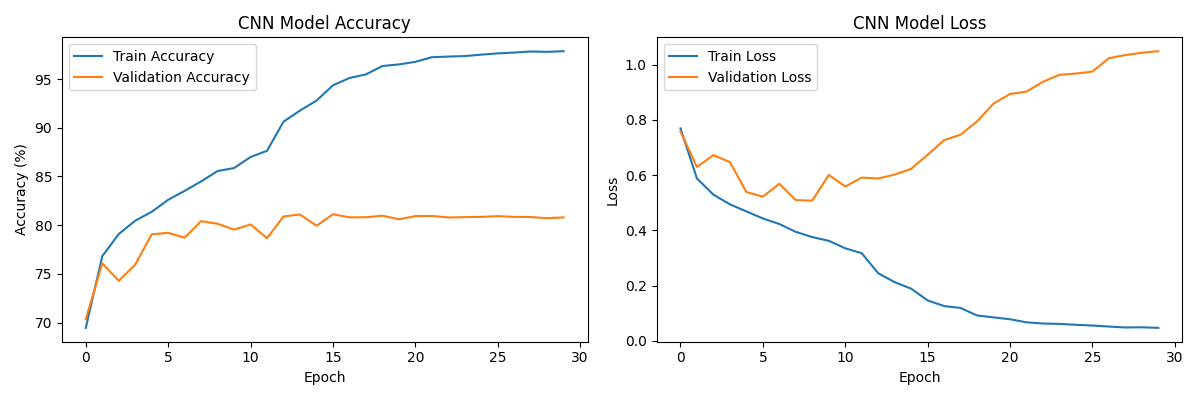 CNN Model Accuracy
Train Accuracy
Validation Accuracy
Accuracy (%)
95
90
85
80
75
70
0 5 10 15 20 25 30
Epoch
CNN Model Loss
Train Loss
Validation Loss
Loss
1.0
0.8
0.6
0.4
0.2
0.0
0 5 10 15 20 25 30
Epoch